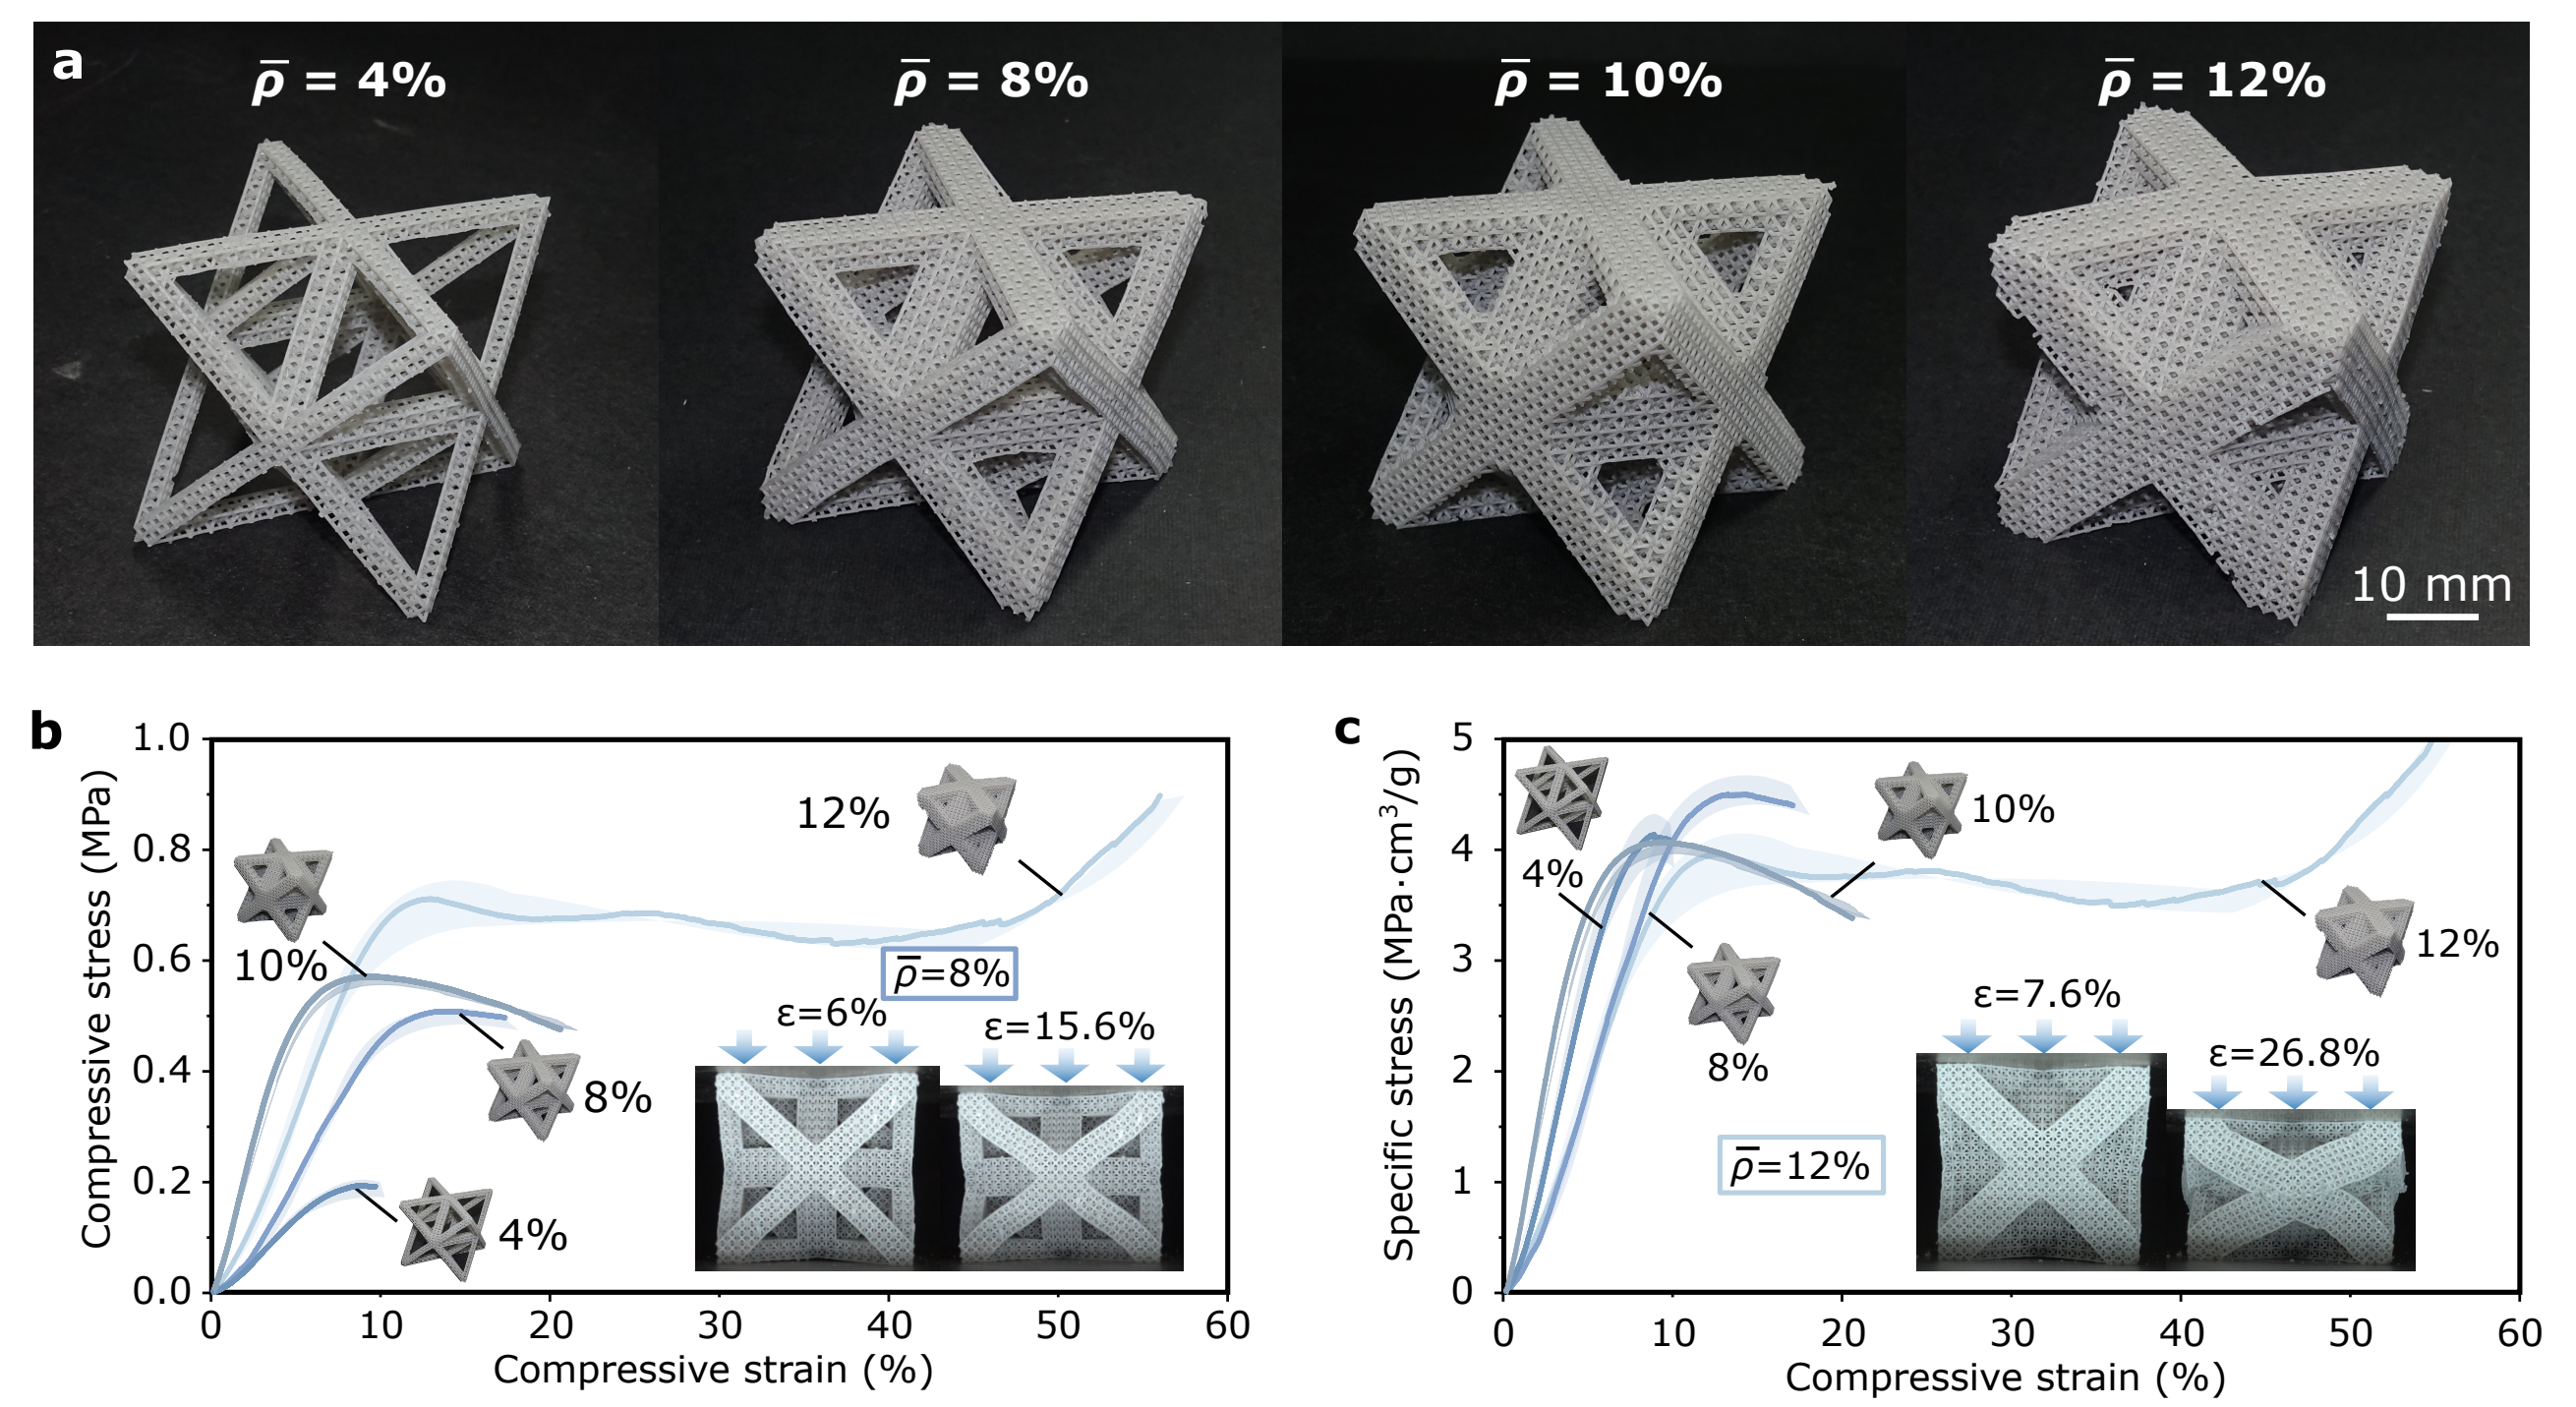 a
ρ̅ = 4%
ρ̅ = 8%
ρ̅ = 10%
ρ̅ = 12%
10 mm
b
Compressive stress (MPa)
1.0
0.8
0.6
0.4
0.2
0.0
0
10
20
30
40
50
60
Compressive strain (%)
10%
12%
8%
4%
ρ̅=8%
ε=6%
ε=15.6%
c
Specific stress (MPa·cm³/g)
5
4
3
2
1
0
0
10
20
30
40
50
60
Compressive strain (%)
4%
10%
8%
12%
ρ̅=12%
ε=7.6%
ε=26.8%